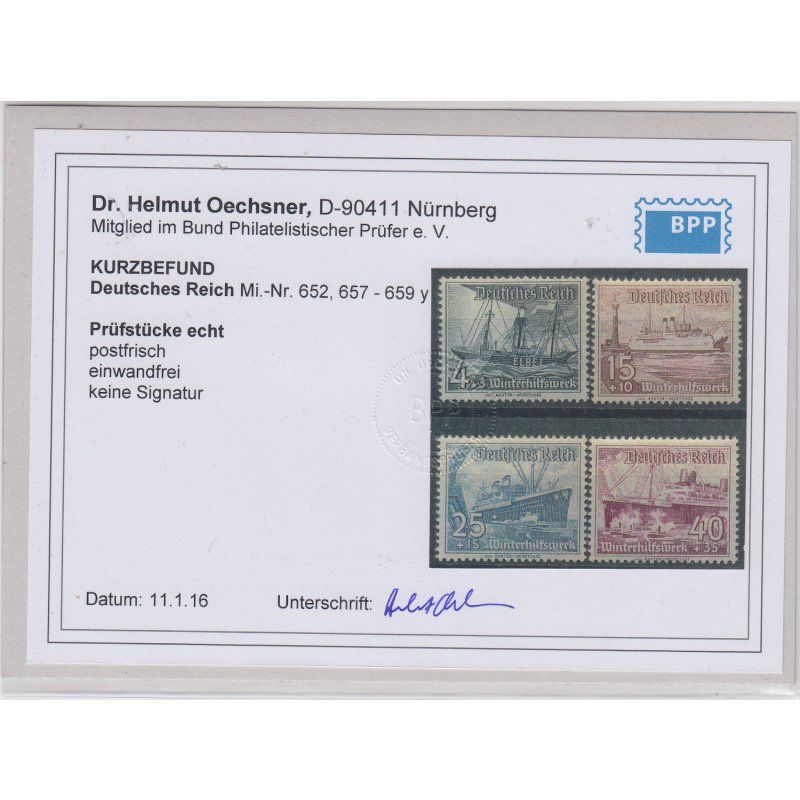 Dr. Helmut Oechsner, D-90411 Nürnberg
Mitglied im Bund Philatelistischer Prüfer e. V.
BPP
KURZBEFUND
Deutsches Reich Mi.-Nr. 652, 657 - 659 y
Prüfstücke echt
postfrisch
einwandfrei
keine Signatur
Deutsches Reich
ELBE 1
4
+3 Winterhilfswerk
Deutsches Reich
15
+10 Winterhilfswerk
BPP
Deutsches Reich
25
+15 Winterhilfswerk
Deutsches Reich
40
Winterhilfswerk +35
Datum: 11.1.16
Unterschrift: